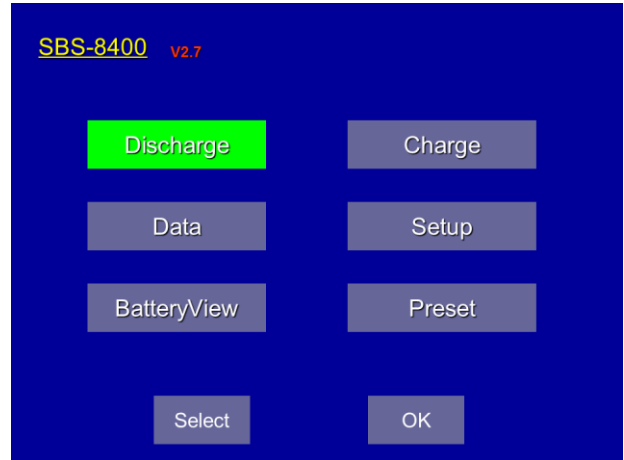 SBS-8400 V2.7
Discharge Charge
Data Setup
BatteryView Preset
Select OK